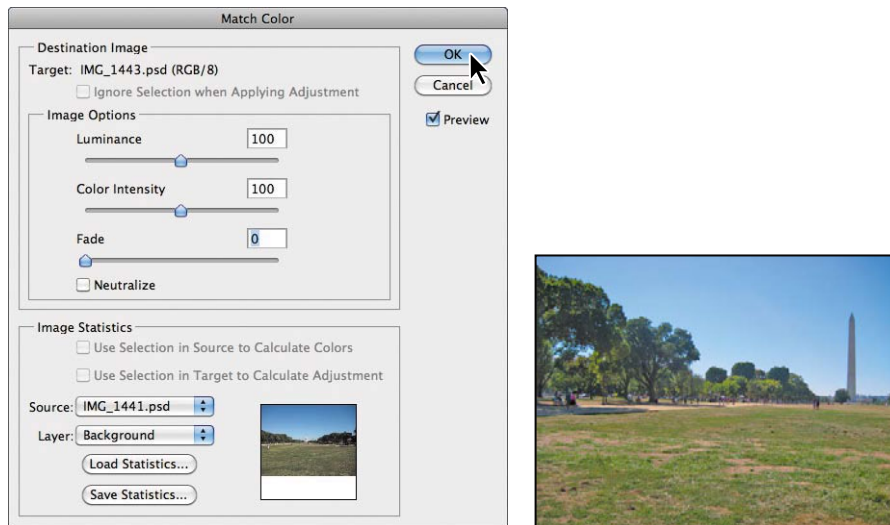 Match Color
Destination Image
Target: IMG_1443.psd (RGB/8)
Ignore Selection when Applying Adjustment
Image Options
Luminance 100
Color Intensity 100
Fade 0
Neutralize
OK
Cancel
Preview
Image Statistics
Use Selection in Source to Calculate Colors
Use Selection in Target to Calculate Adjustment
Source: IMG_1441.psd
Layer: Background
Load Statistics...
Save Statistics...